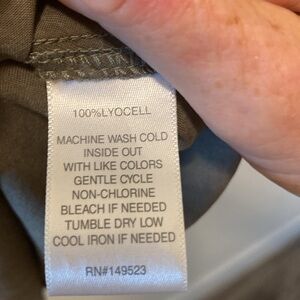 100%LYOCELL
MACHINE WASH COLD
INSIDE OUT
WITH LIKE COLORS
GENTLE CYCLE
NON-CHLORINE
BLEACH IF NEEDED
TUMBLE DRY LOW
COOL IRON IF NEEDED
RN#149523